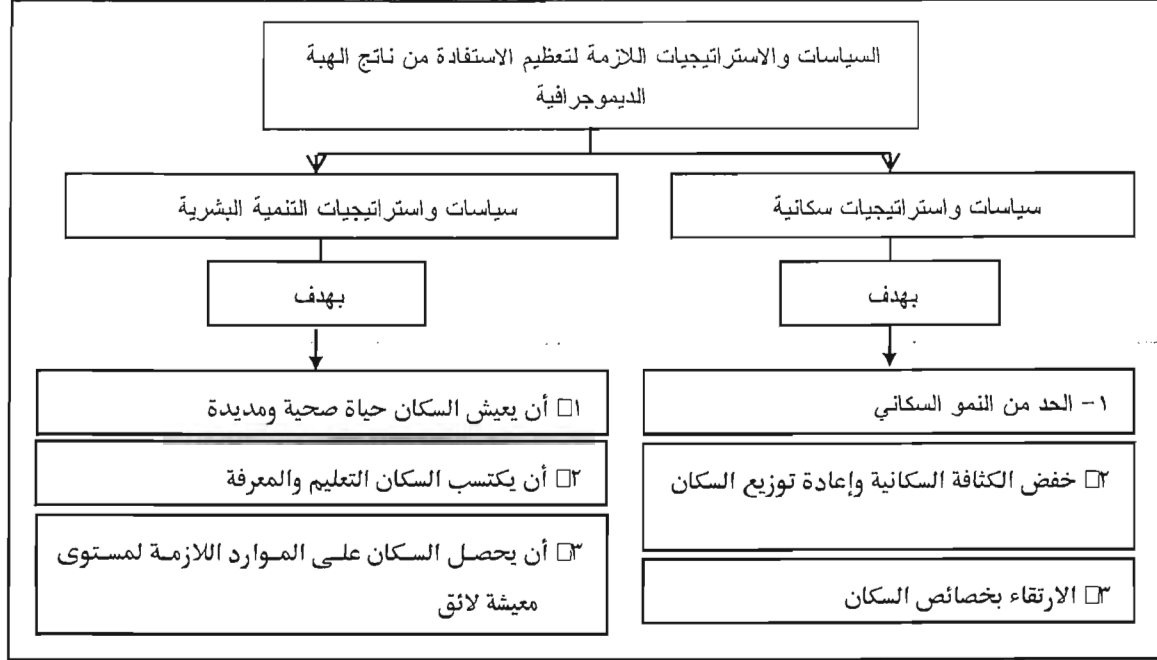 السياسات والاستراتيجيات اللازمة لتعظيم الاستفادة من ناتج الهبة
الديموجرافية
سياسات واستراتيجيات سكانية
سياسات واستراتيجيات التنمية البشرية
بهدف
بهدف
١- الحد من النمو السكاني
٢□ خفض الكثافة السكانية وإعادة توزيع السكان
٣□ الارتقاء بخصائص السكان
١□ أن يعيش السكان حياة صحية ومديدة
٢□ أن يكتسب السكان التعليم والمعرفة
٣□ أن يحصل السكان على الموارد اللازمة لمستوى
معيشة لائق